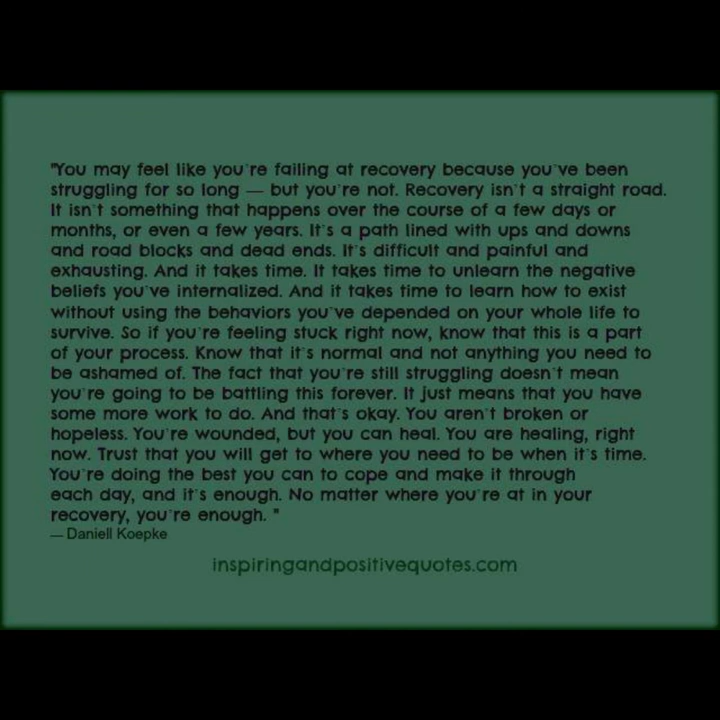 "You may feel like you're failing at recovery because you've been
struggling for so long — but you're not. Recovery isn't a straight road.
It isn't something that happens over the course of a few days or
months, or even a few years. It's a path lined with ups and downs
and road blocks and dead ends. It's difficult and painful and
exhausting. And it takes time. It takes time to unlearn the negative
beliefs you've internalized. And it takes time to learn how to exist
without using the behaviors you've depended on your whole life to
survive. So if you're feeling stuck right now, know that this is a part
of your process. Know that it's normal and not anything you need to
be ashamed of. The fact that you're still struggling doesn't mean
you're going to be battling this forever. It just means that you have
some more work to do. And that's okay. You aren't broken or
hopeless. You're wounded, but you can heal. You are healing, right
now. Trust that you will get to where you need to be when it's time.
You're doing the best you can to cope and make it through
each day, and it's enough. No matter where you're at in your
recovery, you're enough. "
— Daniell Koepke
inspiringandpositivequotes.com